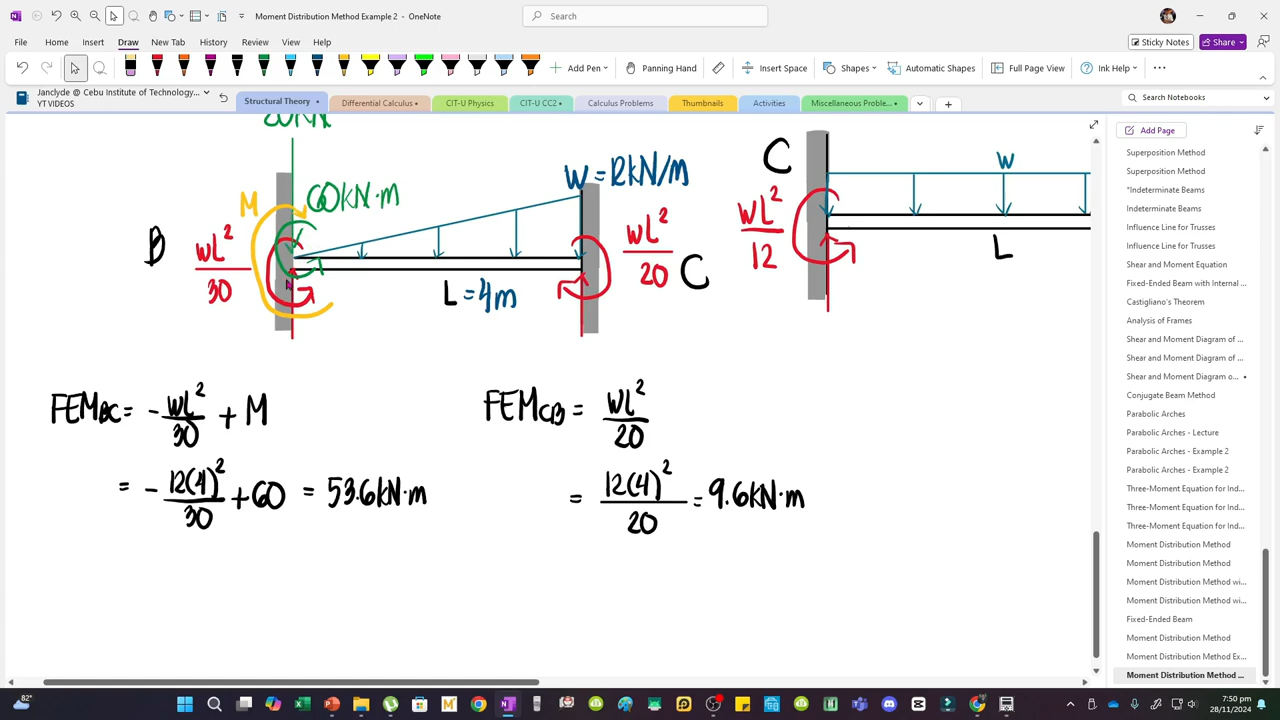 Moment Distribution Method Example 2 - OneNote
Search
File Home Insert Draw New Tab History Review View Help
Sticky Notes
Share
Add Pen
Panning Hand
Insert Space
Shapes
Automatic Shapes
Full Page View
Ink Help
Janclyde @ Cebu Institute of Technology...
YT VIDEOS
Structural Theory
Differential Calculus
CIT-U Physics
CIT-U CC2
Calculus Problems
Thumbnails
Activities
Miscellaneous Proble...
Search Notebooks
Add Page
Superposition Method
Superposition Method
*Indeterminate Beams
Indeterminate Beams
Influence Line for Trusses
Influence Line for Trusses
Shear and Moment Equation
Fixed-Ended Beam with Internal ...
Castigliano's Theorem
Analysis of Frames
Shear and Moment Diagram of ...
Shear and Moment Diagram of ...
Shear and Moment Diagram o...
Conjugate Beam Method
Parabolic Arches
Parabolic Arches - Lecture
Parabolic Arches - Example 2
Parabolic Arches - Example 2
Three-Moment Equation for Ind...
Three-Moment Equation for Ind...
Three-Moment Equation for Ind...
Moment Distribution Method
Moment Distribution Method
Moment Distribution Method wi...
Moment Distribution Method wi...
Fixed-Ended Beam
Moment Distribution Method
Moment Distribution Method Ex...
Moment Distribution Method ...
20KN
M
60KN·m
W = 12KN/m
B
WL²/30
WL²/20
C
L = 4m
C
W
WL²/12
L
FEMBC = - WL²/30 + M
= - 12(4)²/30 + 60 = 53.6KN·m
FEMCB = WL²/20
= 12(4)²/20 = 9.6KN·m
82°
7:50 pm
28/11/2024